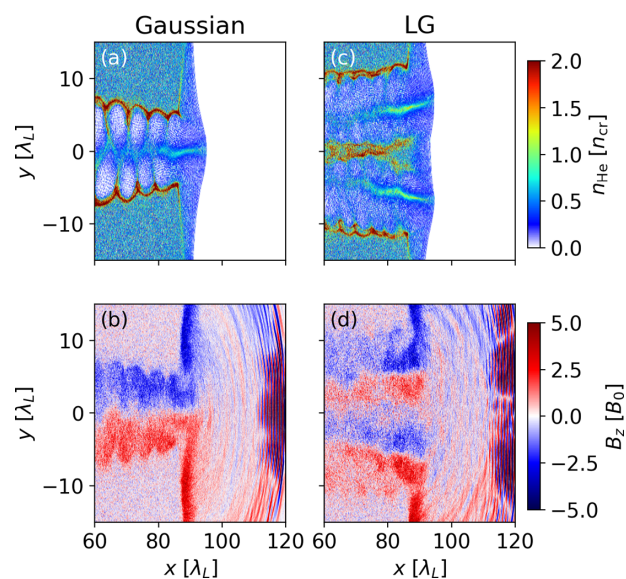 Gaussian
LG
(a)
(c)
y [λL]
10
0
−10
nHe [ncr]
2.0
1.5
1.0
0.5
0.0
(b)
(d)
y [λL]
10
0
−10
Bz [B0]
5.0
2.5
0.0
−2.5
−5.0
60 80 100 120
60 80 100 120
x [λL]
x [λL]